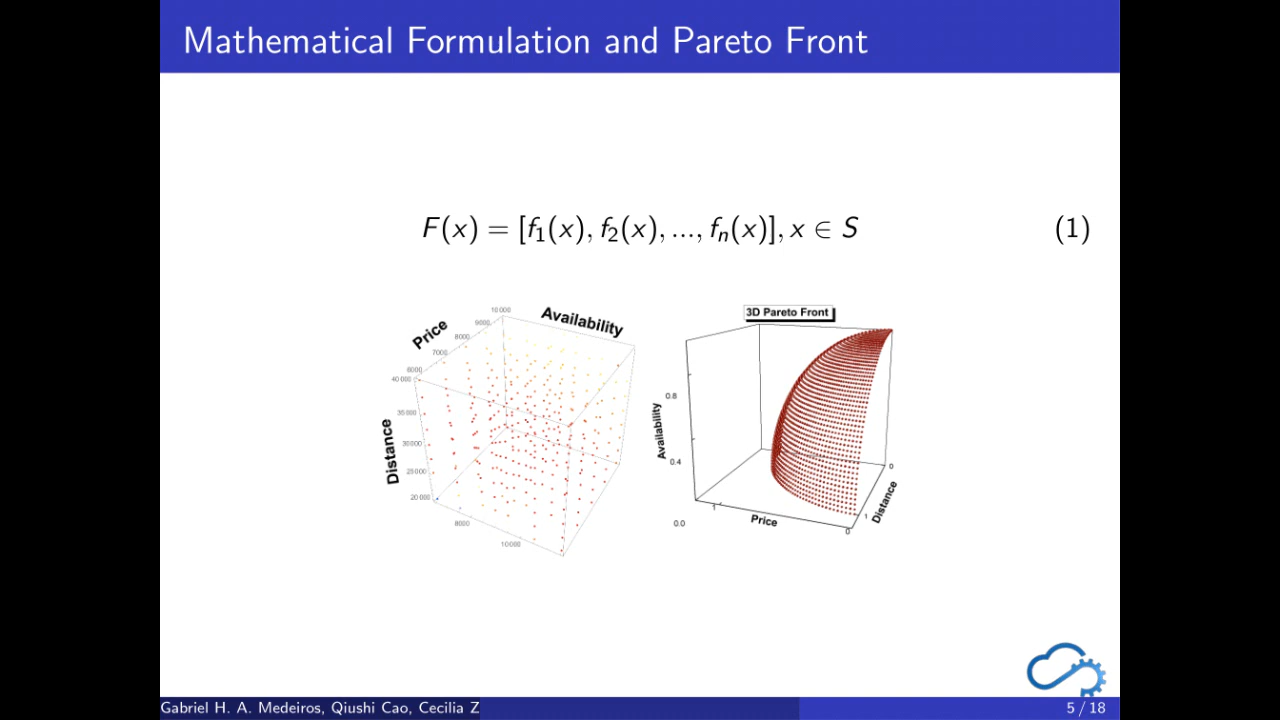 Mathematical Formulation and Pareto Front
F(x) = [f₁(x), f₂(x), ..., fₙ(x)], x ∈ S (1)
Price
Availability
Distance
10 000
9000
8000
7000
6000
40 000
35 000
30 000
25 000
20 000
8000
10 000
3D Pareto Front
Availability
0.8
0.4
0.0
1
Price
0
1
Distance
0
Gabriel H. A. Medeiros, Qiushi Cao, Cecilia Z
5 / 18